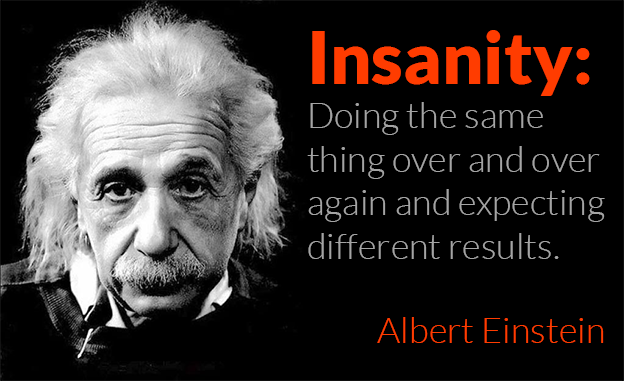 Insanity:
Doing the same
thing over and over
again and expecting
different results.
Albert Einstein